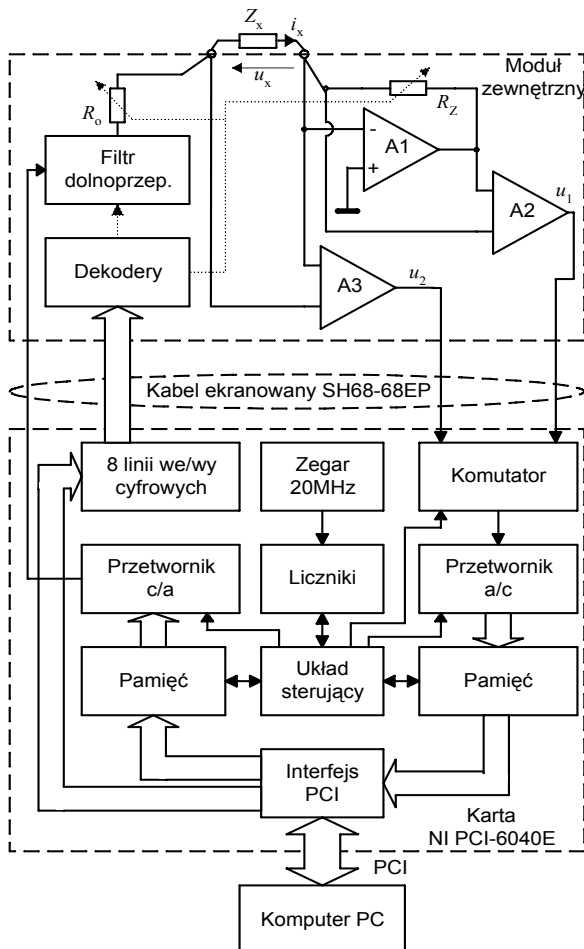 Zx
ix
ux
Moduł
zewnętrzny
Ro
RZ
-
+
A1
Filtr
dolnoprzep.
A2
u1
Dekodery
A3
u2
Kabel ekranowany SH68-68EP
8 linii we/wy
cyfrowych
Zegar
20MHz
Komutator
Przetwornik
c/a
Liczniki
Przetwornik
a/c
Pamięć
Układ
sterujący
Pamięć
Interfejs
PCI
Karta
NI PCI-6040E
PCI
Komputer PC